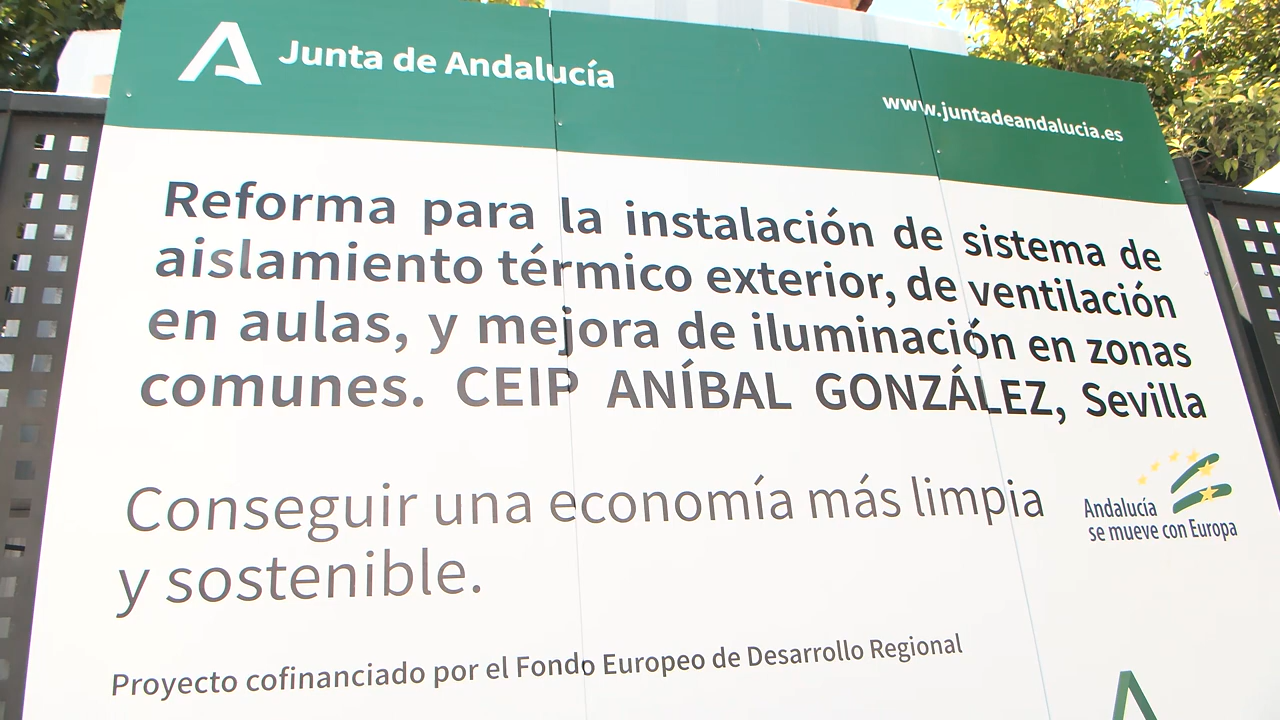 Junta de Andalucía
www.juntadeandalucia.es
Reforma para la instalación de sistema de
aislamiento térmico exterior, de ventilación
en aulas, y mejora de iluminación en zonas
comunes. CEIP ANÍBAL GONZÁLEZ, Sevilla
Conseguir una economía más limpia
y sostenible.
Andalucía
se mueve con Europa
Proyecto cofinanciado por el Fondo Europeo de Desarrollo Regional